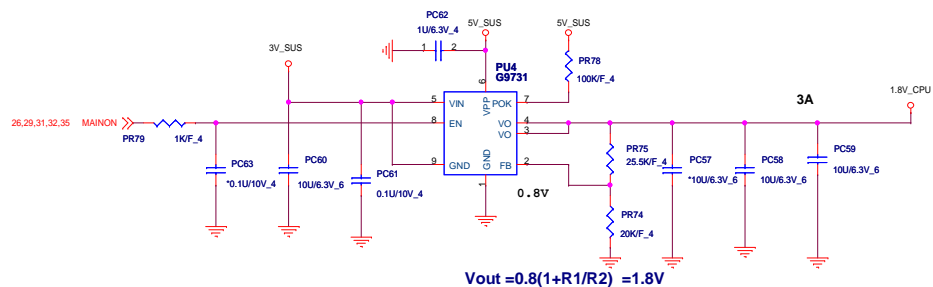 PC62
1U/6.3V_4
1
2
5V_SUS
5V_SUS
3V_SUS
PU4
G9731
PR78
100K/F_4
6
5
VIN
VPP
POK
7
3A
1.8V_CPU
26,29,31,32,35
MAINON
8
EN
VO
4
VO
3
PR79
1K/F_4
PC63
*0.1U/10V_4
PC60
10U/6.3V_6
PC61
0.1U/10V_4
9
GND
GND
FB
2
1
0.8V
PR75
25.5K/F_4
PC57
*10U/6.3V_6
PC58
10U/6.3V_6
PC59
10U/6.3V_6
PR74
20K/F_4
Vout =0.8(1+R1/R2) =1.8V